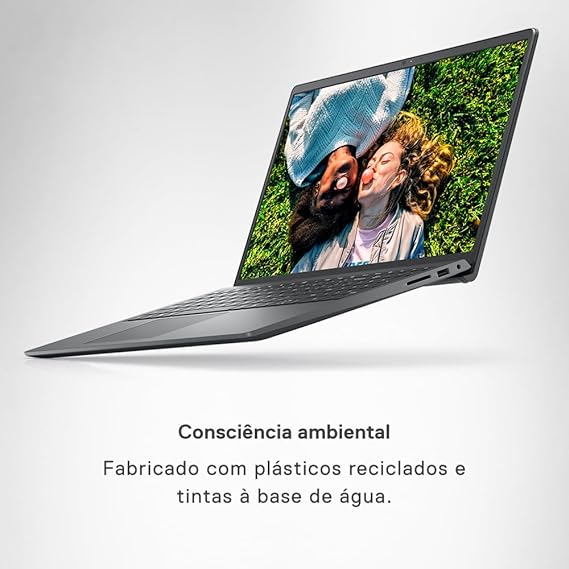 Consciência ambiental
Fabricado com plásticos reciclados e
tintas à base de água.